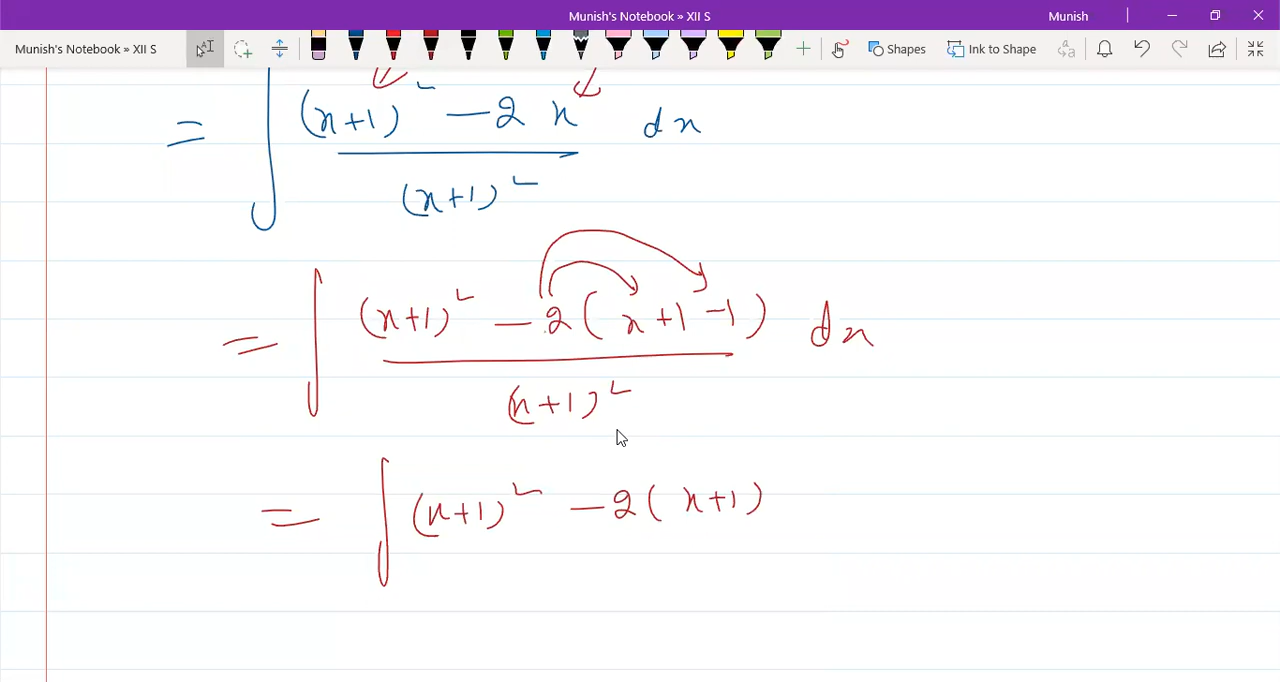 Munish's Notebook » XII S
Munish
Munish's Notebook » XII S
Shapes
Ink to Shape
= ∫ (x+1)² - 2x / (x+1)² dx
= ∫ (x+1)² - 2(x+1-1) / (x+1)² dx
= ∫ (x+1)² - 2(x+1)